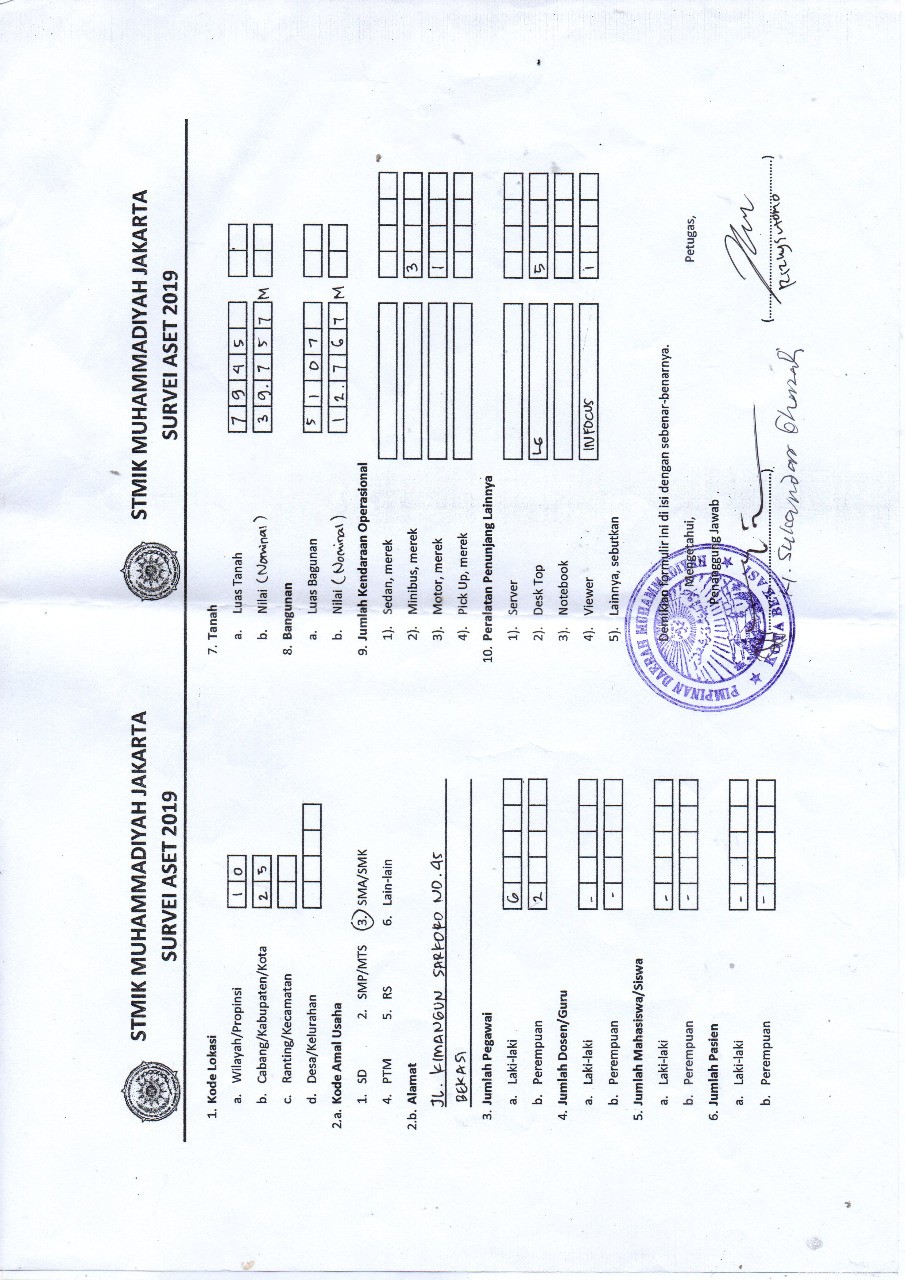 STMIK MUHAMMADIYAH JAKARTA
SURVEI ASET 2019
1. Kode Lokasi
a. Wilayah/Propinsi 1 0
b. Cabang/Kabupaten/Kota 2 5
c. Ranting/Kecamatan
d. Desa/Kelurahan
2.a. Kode Amal Usaha
1. SD 2. SMP/MTS 3. SMA/SMK
4. PTM 5. RS 6. Lain-lain
2.b. Alamat
JL. KIMANGUN SARKORO NO. 45
BEKASI
3. Jumlah Pegawai
a. Laki-laki 6
b. Perempuan 2
4. Jumlah Dosen/Guru
a. Laki-laki -
b. Perempuan -
5. Jumlah Mahasiswa/Siswa
a. Laki-laki -
b. Perempuan -
6. Jumlah Pasien
a. Laki-laki -
b. Perempuan -
STMIK MUHAMMADIYAH JAKARTA
SURVEI ASET 2019
7. Tanah
a. Luas Tanah 7 9 4 5
b. Nilai (Nominal) 3 9. 7 5 7 M
8. Bangunan
a. Luas Bagunan 5 1 0 7
b. Nilai (Nominal) 1 2. 7 6 7 M
9. Jumlah Kendaraan Operasional
1). Sedan, merek
2). Minibus, merek 3
3). Motor, merek 1
4). Pick Up, merek
10. Peralatan Penunjang Lainnya
1). Server
2). Desk Top LG 5
3). Notebook
4). Viewer INFOCUS 1
5). Lainnya, sebutkan
Demikian formulir ini di isi dengan sebenar-benarnya.
Mengetahui,
Penanggung Jawab Petugas,
(....................) (....................)
PIMPINAN DAERAH MUHAMMADIYAH
KOTA BEKASI